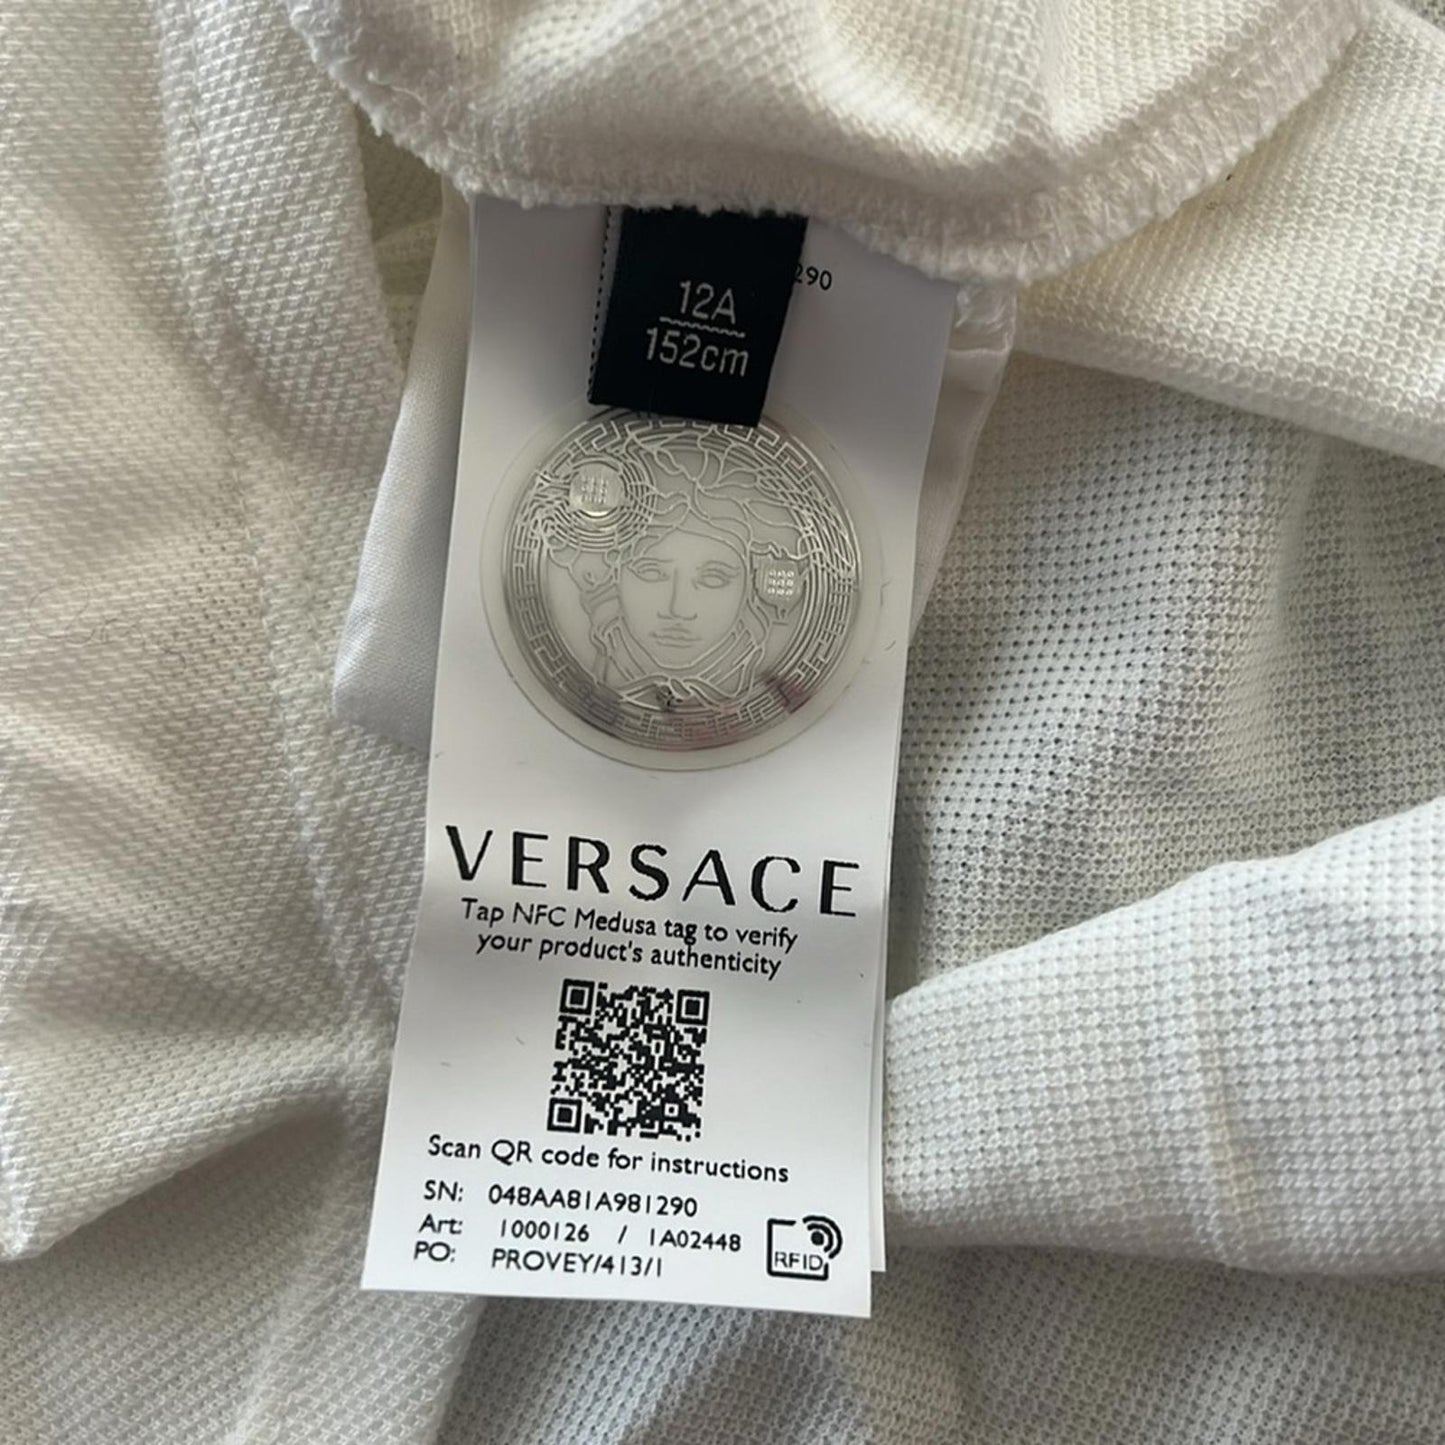 290
12A
152cm
VERSACE
Tap NFC Medusa tag to verify
your product's authenticity
Scan QR code for instructions
SN: 048AA81A981290
Art: 1000126 / 1A02448
PO: PROVEY/413/1
RFID